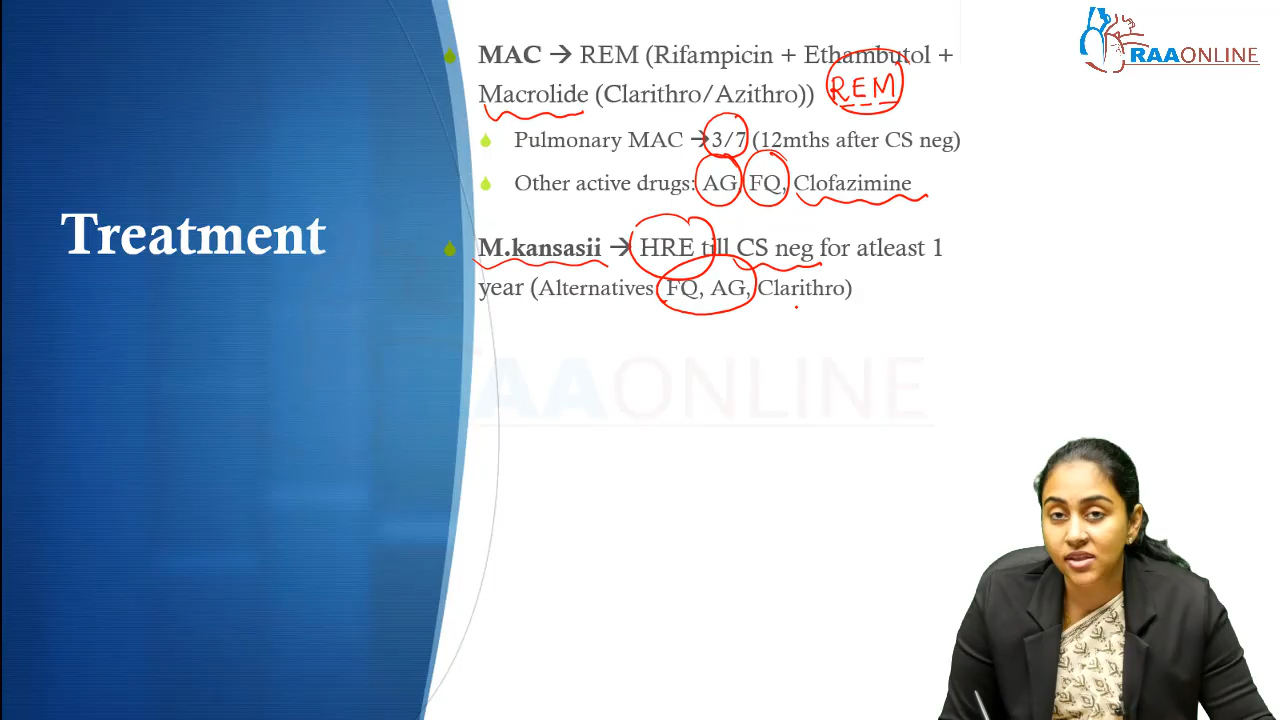 MAC → REM (Rifampicin + Ethambutol +
Macrolide (Clarithro/Azithro))
REM
Pulmonary MAC → 3/7 (12mths after CS neg)
Other active drugs: AG, FQ, Clofazimine
Treatment
M.kansasii → HRE till CS neg for atleast 1
year (Alternatives: FQ, AG, Clarithro)
RAAONLINE
AAONLINE